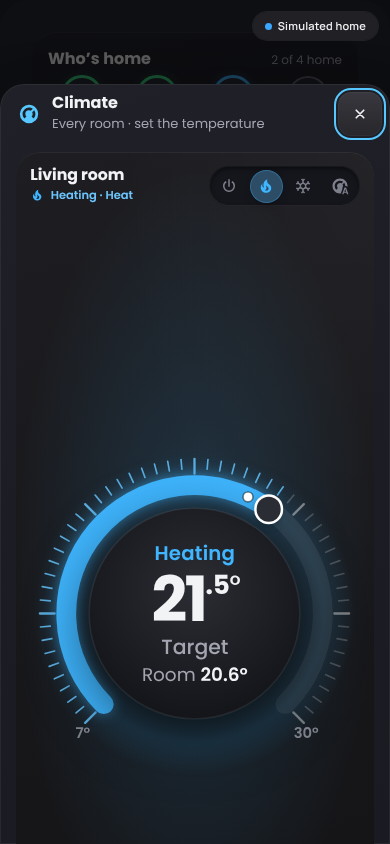 Simulated home
Who's home
2 of 4 home
Climate
Every room · set the temperature
Living room
Heating · Heat
A
Heating
21.5°
Target
Room 20.6°
7°
30°